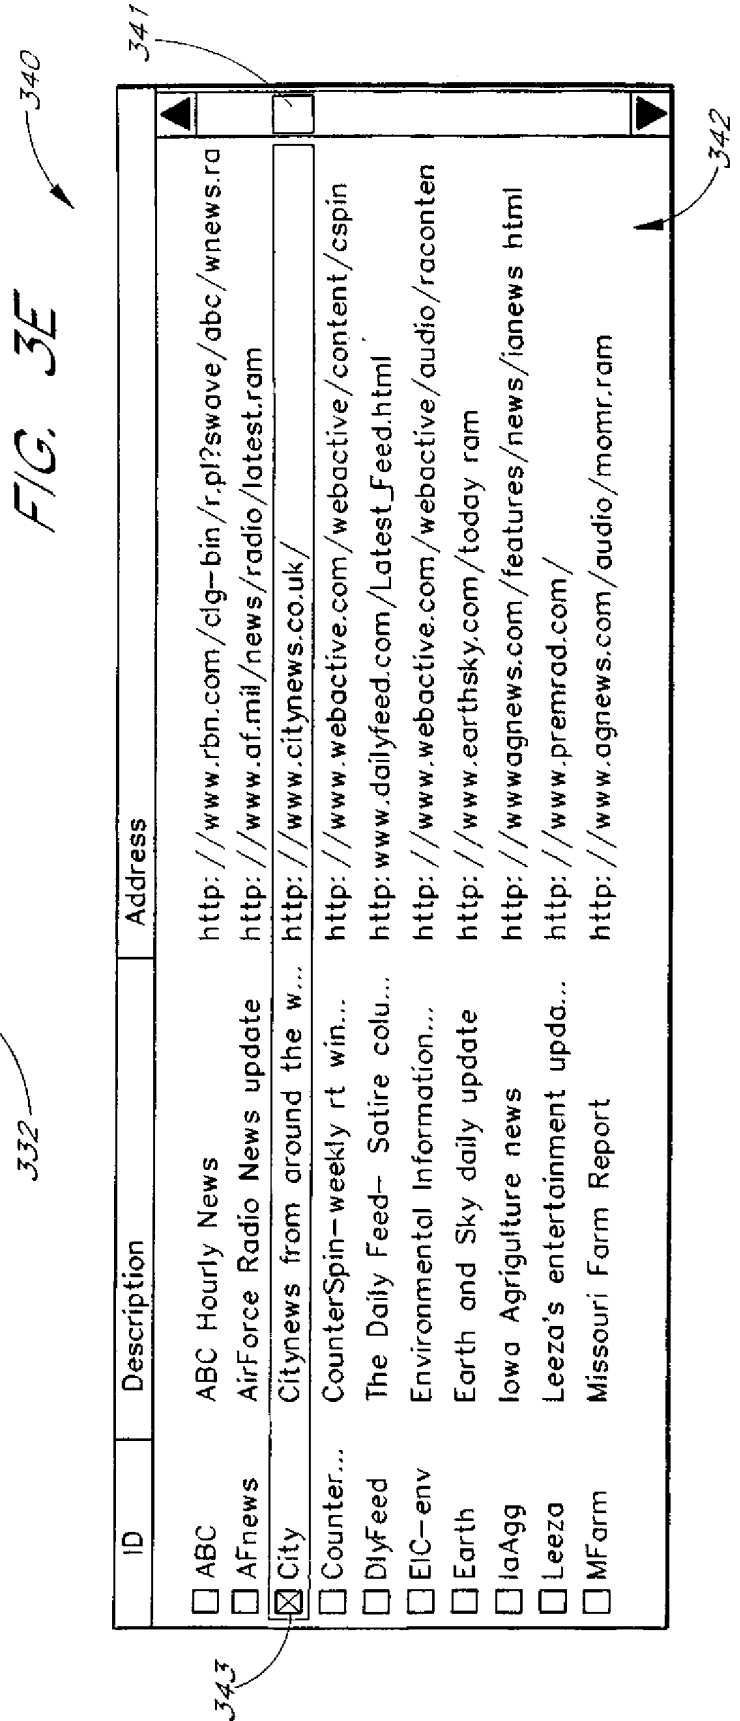 FIG. 3E
340
341
332
ID Description Address
ABC ABC Hourly News http://www.rbn.com/clg-bin/r.pl?swave/abc/wnews.ra
AFnews AirForce Radio News update http://www.af.mil/news/radio/latest.ram
City Citynews from around the w... http://www.citynews.co.uk/
Counter... CounterSpin-weekly rt win... http://www.webactive.com/webactive/content/cspin
DlyFeed The Daily Feed- Satire colu... http:www.dailyfeed.com/Latest_Feed.html
EIC-env Environmental Information... http://www.webactive.com/webactive/audio/raconten
Earth Earth and Sky daily update http://www.earthsky.com/today ram
IaAgg Iowa Agrigulture news http://wwwagnews.com/features/news/ianews html
Leeza Leeza's entertainment upda... http://www.premrad.com/
MFarm Missouri Farm Report http://www.agnews.com/audio/momr.ram
343
342